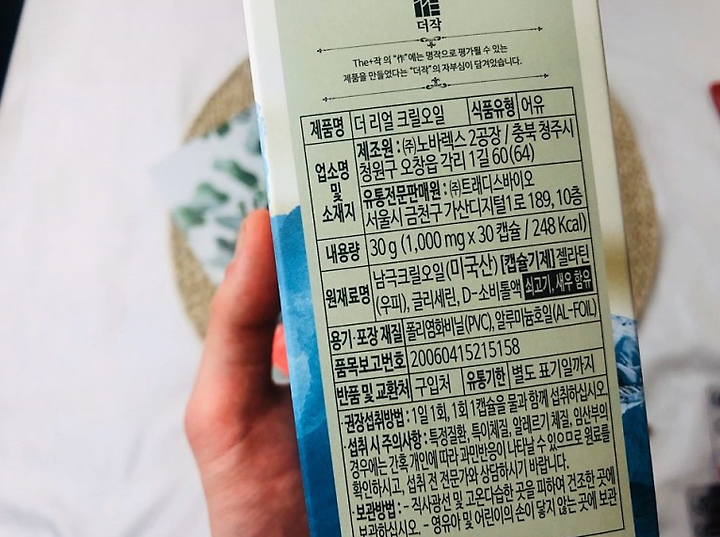 作
더작
The+작 의 "作"에는 명작으로 평가될 수 있는
제품을 만들었다는 "더작"의 자부심이 담겨있습니다.
제품명 더 리얼 크릴오일 식품유형 어유
업소명 및 소재지
제조원 : ㈜노바렉스 2공장 / 충북 청주시
청원구 오창읍 각리 1길 60(64)
유통전문판매원 : ㈜트래디스바이오
서울시 금천구 가산디지털1로 189, 10층
내용량 30 g (1,000 mg x 30 캡슐 / 248 Kcal)
원재료명 남극크릴오일(미국산) [캡슐기제] 젤라틴
(우피), 글리세린, D-소비톨액 쇠고기, 새우 함유
용기·포장 재질 폴리염화비닐(PVC), 알루미늄호일(AL-FOIL)
품목보고번호 20060415215158
반품 및 교환처 구입처 유통기한 별도 표기일까지
· 권장섭취방법 : 1일 1회, 1회 1캡슐을 물과 함께 섭취하십시오.
· 섭취 시 주의사항 : 특정질환, 특이체질, 알레르기 체질, 임산부의
경우에는 간혹 개인에 따라 과민반응이 나타날 수 있으므로 원료를
확인하시고, 섭취 전 전문가와 상담하시기 바랍니다.
· 보관방법 : - 직사광선 및 고온다습한 곳을 피하여 건조한 곳에
보관하십시오. - 영유아 및 어린이의 손이 닿지 않는 곳에 보관